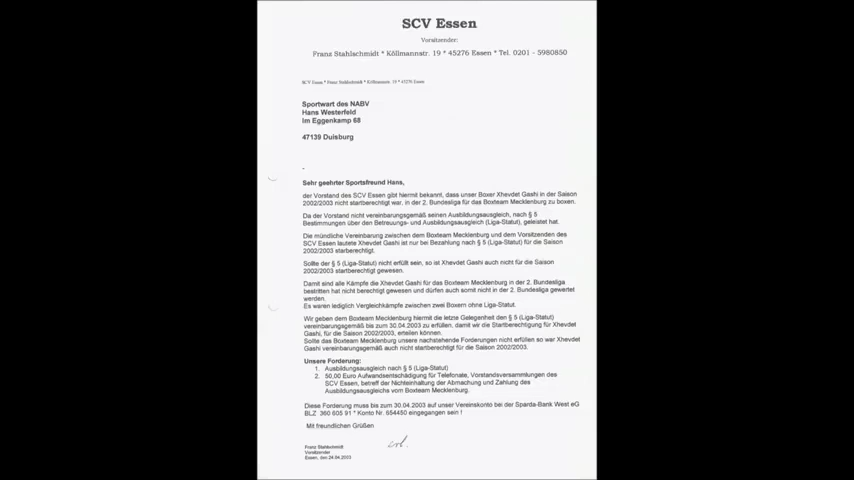 SCV Essen
Vorsitzender:
Franz Stahlschmidt * Köllmannstr. 19 * 45276 Essen * Tel. 0201 - 5980850
SCV Essen * Franz Stahlschmidt * Köllmannstr. 19 * 45276 Essen
Sportwart des NABV
Hans Westerfeld
Im Eggenkamp 68
47139 Duisburg
Sehr geehrter Sportsfreund Hans,
der Vorstand des SCV Essen gibt hiermit bekannt, dass unser Boxer Xhevdet Gashi in der Saison
2002/2003 nicht startberechtigt war, in der 2. Bundesliga für das Boxteam Mecklenburg zu boxen.
Da der Vorstand nicht vereinbarungsgemäß seinen Ausbildungsausgleich, nach § 5
Bestimmungen über den Betreuungs- und Ausbildungsausgleich (Liga-Statut), geleistet hat.
Die mündliche Vereinbarung zwischen dem Boxteam Mecklenburg und dem Vorsitzenden des
SCV Essen lautete Xhevdet Gashi ist nur bei Bezahlung nach § 5 (Liga-Statut) für die Saison
2002/2003 startberechtigt.
Sollte der § 5 (Liga-Statut) nicht erfüllt sein, so ist Xhevdet Gashi auch nicht für die Saison
2002/2003 startberechtigt gewesen.
Damit sind alle Kämpfe die Xhevdet Gashi für das Boxteam Mecklenburg in der 2. Bundesliga
bestritten hat nicht berechtigt gewesen und dürfen auch somit nicht in der 2. Bundesliga gewertet
werden.
Es waren lediglich Vergleichkämpfe zwischen zwei Boxern ohne Liga-Statut.
Wir geben dem Boxteam Mecklenburg hiermit die letzte Gelegenheit den § 5 (Liga-Statut)
vereinbarungsgemäß bis zum 30.04.2003 zu erfüllen, damit wir die Startberechtigung für Xhevdet
Gashi, für die Saison 2002/2003, erteilen können.
Sollte das Boxteam Mecklenburg unsere nachstehende Forderungen nicht erfüllen so war Xhevdet
Gashi vereinbarungsgemäß auch nicht startberechtigt für die Saison 2002/2003.
Unsere Forderung:
1. Ausbildungsausgleich nach § 5 (Liga-Statut)
2. 50,00 Euro Aufwandsentschädigung für Telefonate, Vorstandsversammlungen des
SCV Essen, betreff der Nichteinhaltung der Abmachung und Zahlung des
Ausbildungsausgleichs vom Boxteam Mecklenburg.
Diese Forderung muss bis zum 30.04.2003 auf unser Vereinskonto bei der Sparda-Bank West eG
BLZ 360 605 91 * Konto Nr. 654450 eingegangen sein !
Mit freundlichen Grüßen
Franz Stahlschmidt
Vorsitzender
Essen, den 24.04.2003